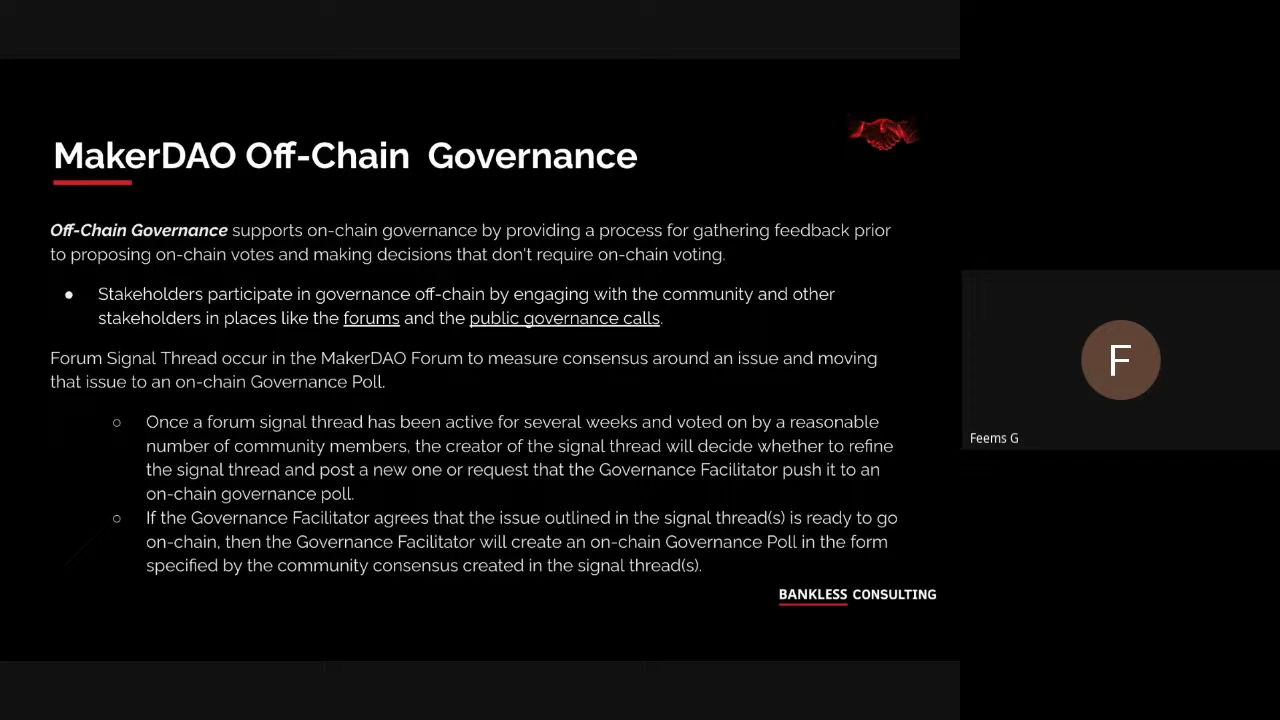 MakerDAO Off-Chain Governance
Off-Chain Governance supports on-chain governance by providing a process for gathering feedback prior
to proposing on-chain votes and making decisions that don't require on-chain voting.
● Stakeholders participate in governance off-chain by engaging with the community and other
stakeholders in places like the forums and the public governance calls.
Forum Signal Thread occur in the MakerDAO Forum to measure consensus around an issue and moving
that issue to an on-chain Governance Poll.
○ Once a forum signal thread has been active for several weeks and voted on by a reasonable
number of community members, the creator of the signal thread will decide whether to refine
the signal thread and post a new one or request that the Governance Facilitator push it to an
on-chain governance poll.
○ If the Governance Facilitator agrees that the issue outlined in the signal thread(s) is ready to go
on-chain, then the Governance Facilitator will create an on-chain Governance Poll in the form
specified by the community consensus created in the signal thread(s).
BANKLESS CONSULTING
F
Feems G